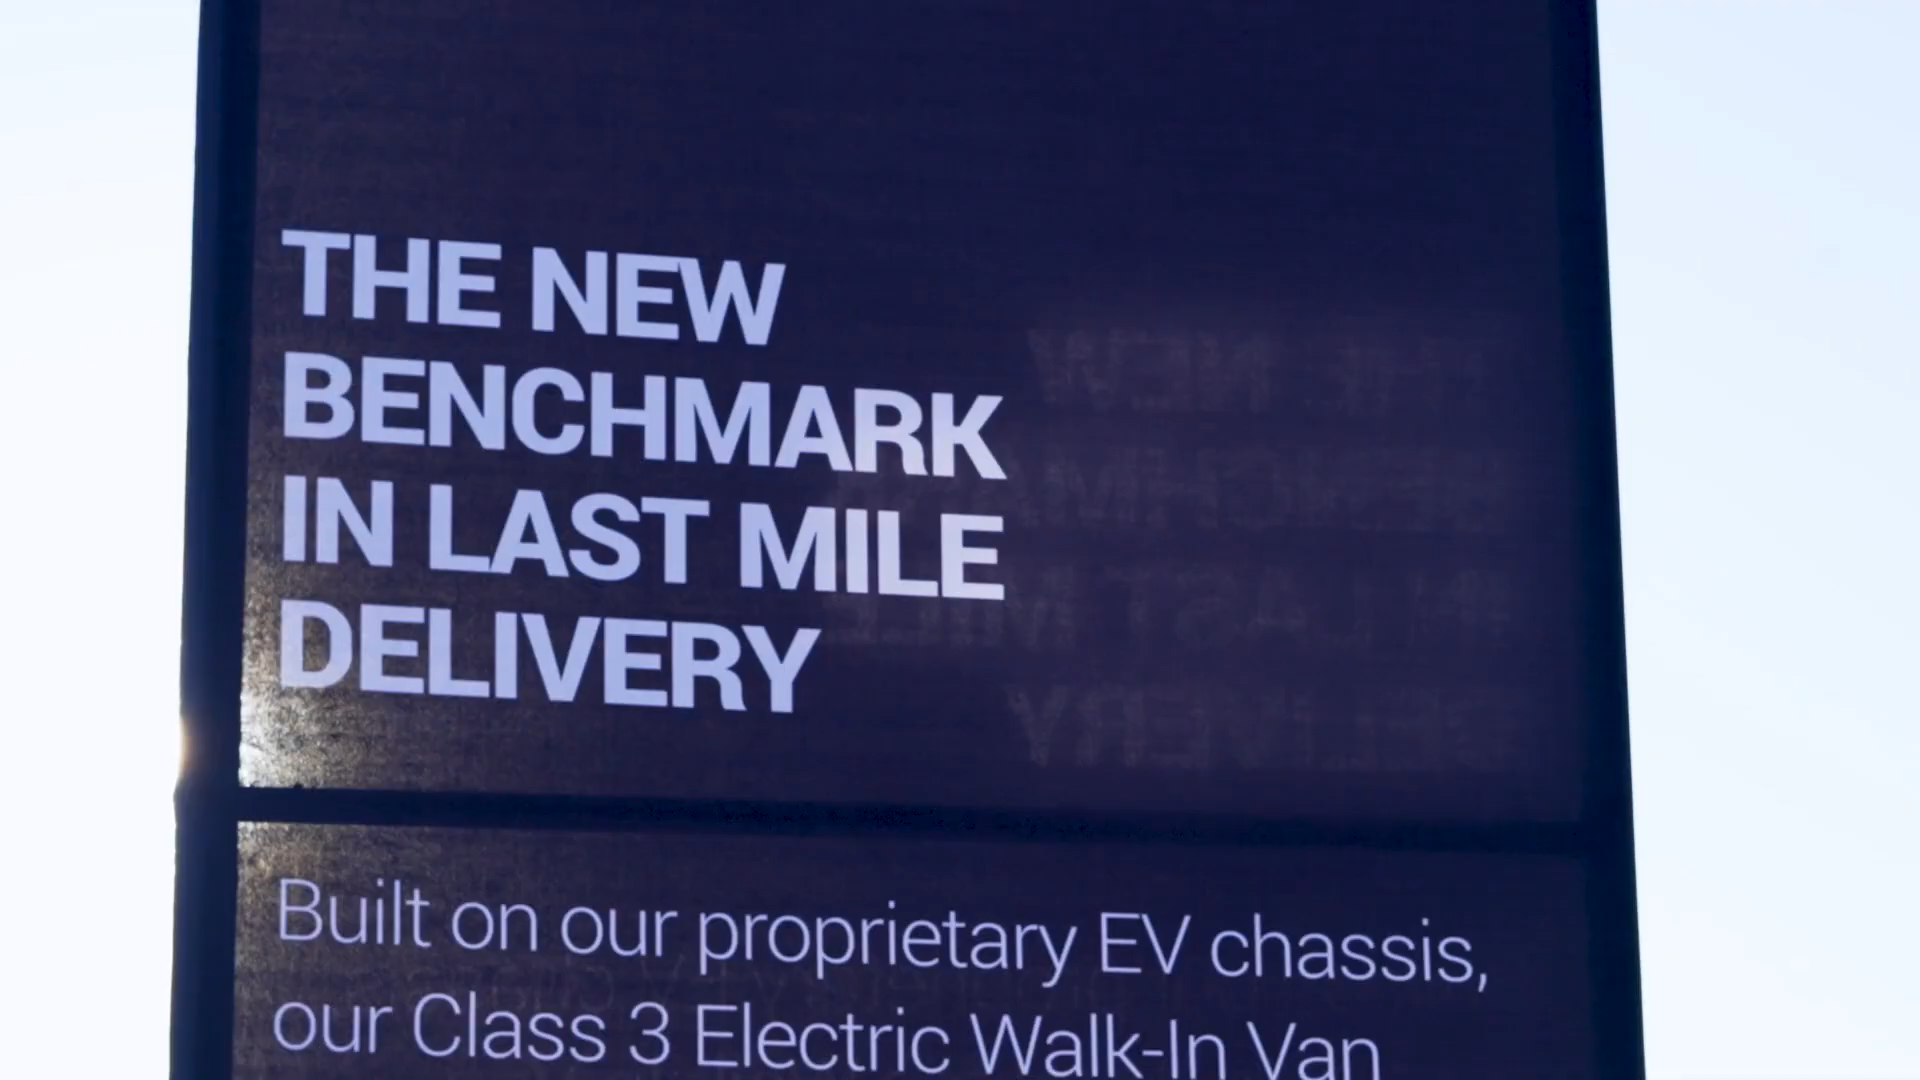 THE NEW
BENCHMARK
IN LAST MILE
DELIVERY
Built on our proprietary EV chassis,
our Class 3 Electric Walk-In Van